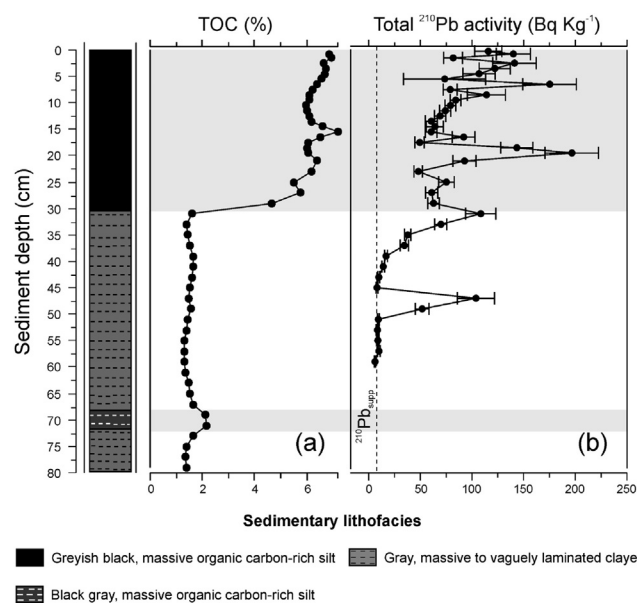 TOC (%)
Total ²¹⁰Pb activity (Bq Kg⁻¹)
Sediment depth (cm)
0
5
10
15
20
25
30
35
40
45
50
55
60
65
70
75
80
(a)
(b)
²¹⁰Pb supp
0 2 4 6
0 50 100 150 200 250
Sedimentary lithofacies
Greyish black, massive organic carbon-rich silt
Gray, massive to vaguely laminated claye
Black gray, massive organic carbon-rich silt